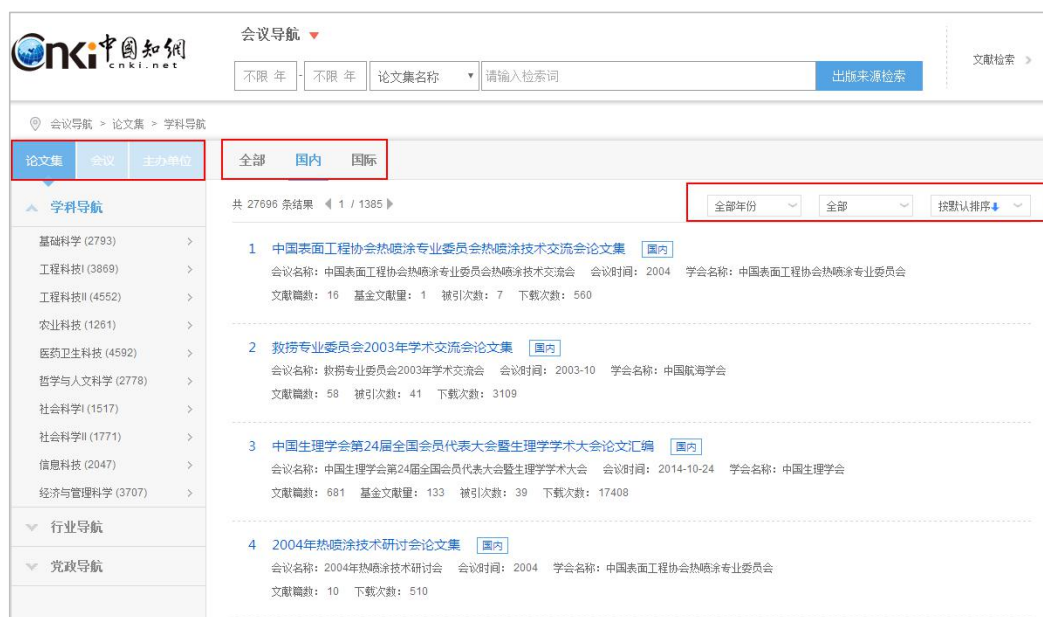 cnki中国知网
cnki.net
会议导航
不限 年 - 不限 年 论文集名称 请输入检索词 出版来源检索
文献检索 >
会议导航 > 论文集 > 学科导航
论文集 会议 主办单位
全部 国内 国际
学科导航
共 27696 条结果 1 / 1385
全部年份 全部 按默认排序
基础科学 (2793) >
工程科技I (3869) >
工程科技II (4552) >
农业科技 (1261) >
医药卫生科技 (4592) >
哲学与人文科学 (2778) >
社会科学I (1517) >
社会科学II (1771) >
信息科技 (2047) >
经济与管理科学 (3707) >
行业导航
党政导航
1 中国表面工程协会热喷涂专业委员会热喷涂技术交流会论文集 国内
会议名称: 中国表面工程协会热喷涂专业委员会热喷涂技术交流会 会议时间: 2004 学会名称: 中国表面工程协会热喷涂专业委员会
文献篇数: 16 基金文献量: 1 被引次数: 7 下载次数: 560
2 救捞专业委员会2003年学术交流会论文集 国内
会议名称: 救捞专业委员会2003年学术交流会 会议时间: 2003-10 学会名称: 中国航海学会
文献篇数: 58 被引次数: 41 下载次数: 3109
3 中国生理学会第24届全国会员代表大会暨生理学学术大会论文汇编 国内
会议名称: 中国生理学会第24届全国会员代表大会暨生理学学术大会 会议时间: 2014-10-24 学会名称: 中国生理学会
文献篇数: 681 基金文献量: 133 被引次数: 39 下载次数: 17408
4 2004年热喷涂技术研讨会论文集 国内
会议名称: 2004年热喷涂技术研讨会 会议时间: 2004 学会名称: 中国表面工程协会热喷涂专业委员会
文献篇数: 10 下载次数: 510